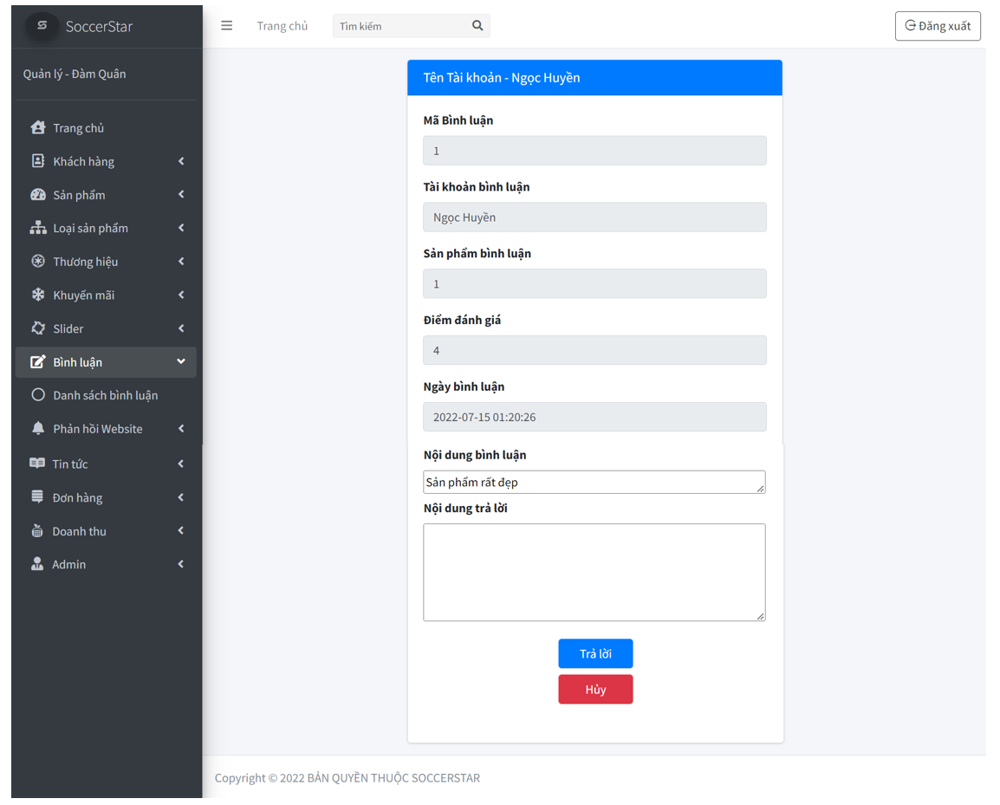 SoccerStar
Trang chủ
Tìm kiếm
Đăng xuất
Quản lý - Đàm Quân
Trang chủ
Khách hàng
Sản phẩm
Loại sản phẩm
Thương hiệu
Khuyến mãi
Slider
Bình luận
Danh sách bình luận
Phản hồi Website
Tin tức
Đơn hàng
Doanh thu
Admin
Tên Tài khoản - Ngọc Huyền
Mã Bình luận
1
Tài khoản bình luận
Ngọc Huyền
Sản phẩm bình luận
1
Điểm đánh giá
4
Ngày bình luận
2022-07-15 01:20:26
Nội dung bình luận
Sản phẩm rất đẹp
Nội dung trả lời
Trả lời
Hủy
Copyright © 2022 BẢN QUYỀN THUỘC SOCCERSTAR